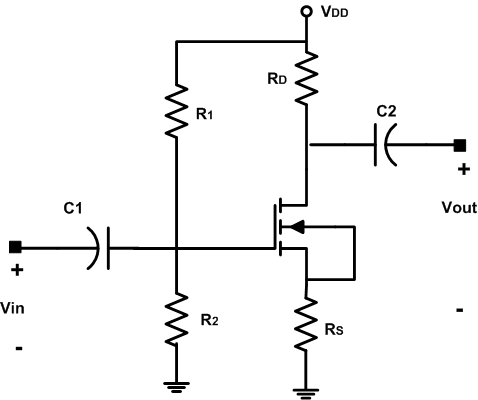 VDD
RD
R1
C2
+
Vout
C1
+
Vin
R2
RS
-
-